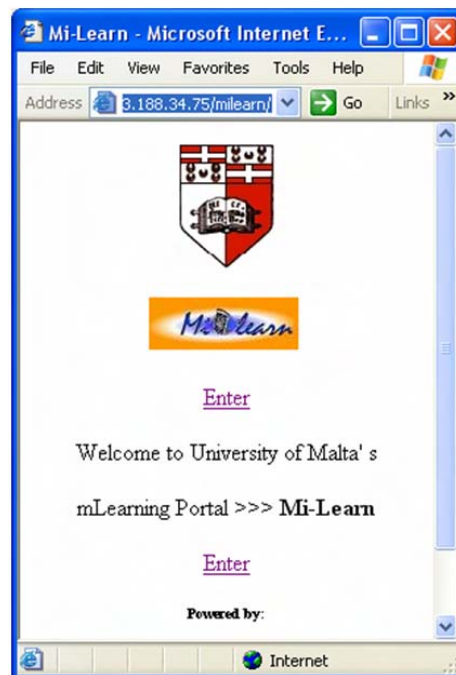 Mi-Learn - Microsoft Internet E...
File Edit View Favorites Tools Help
Address 3.188.34.75/milearn/ Go Links »
Mi learn
Enter
Welcome to University of Malta' s
mLearning Portal >>> Mi-Learn
Enter
Powered by:
Internet